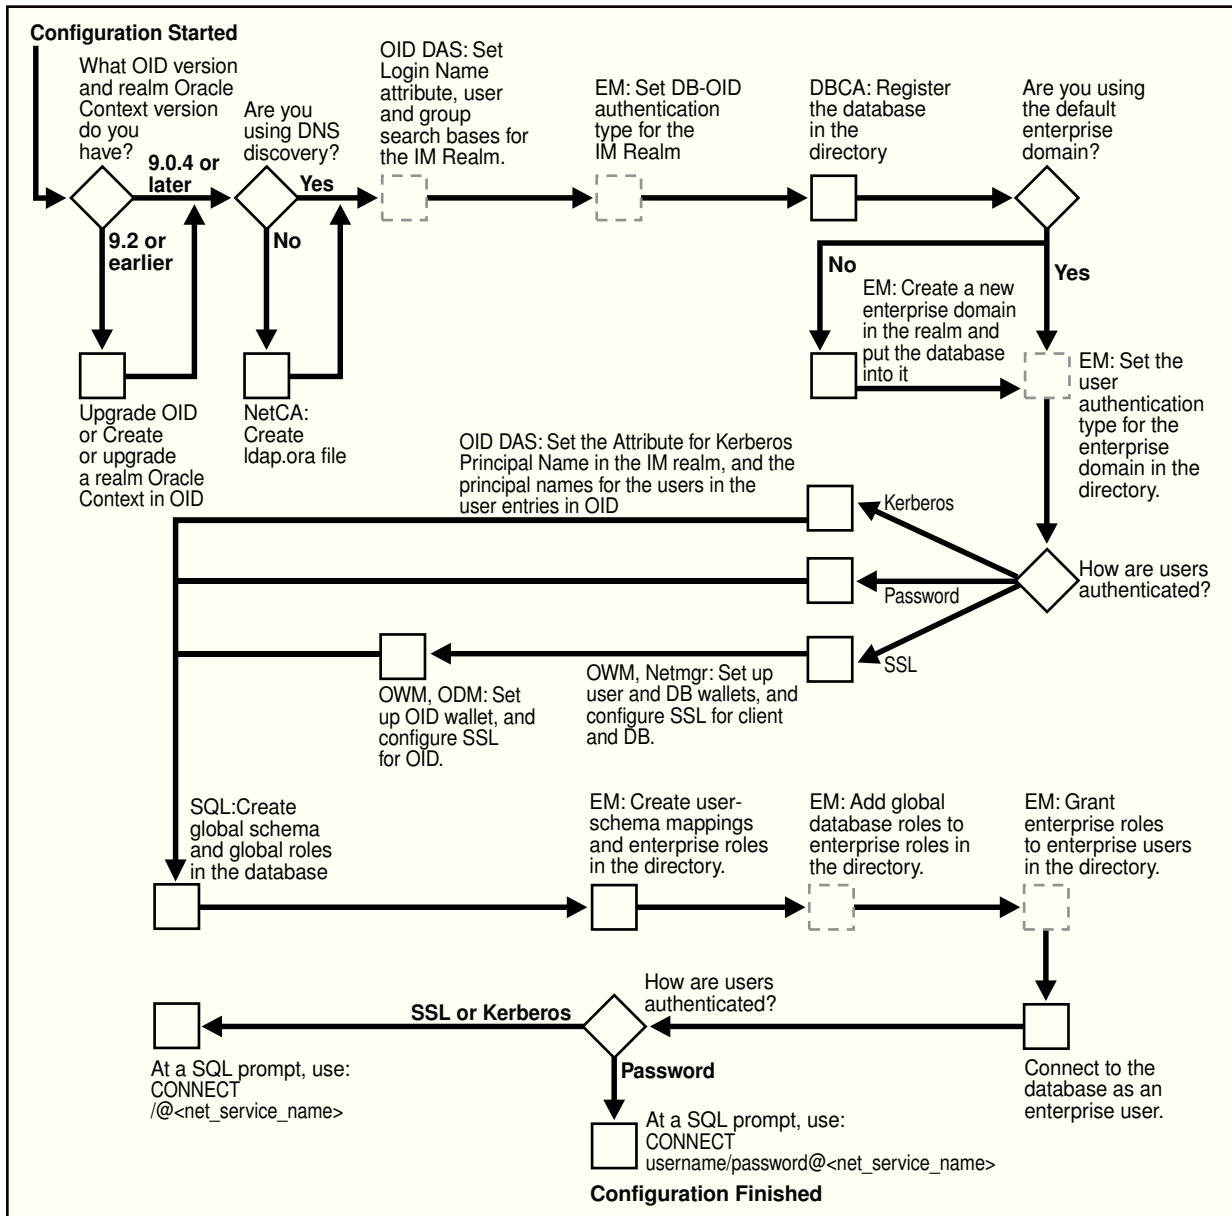 Configuration Started
What OID version
and realm Oracle
Context version
do you
have?
9.0.4 or
later
9.2 or
earlier
Upgrade OID
or Create
or upgrade
a realm Oracle
Context in OID
Are you
using DNS
discovery?
Yes
No
NetCA:
Create
ldap.ora file
OID DAS: Set
Login Name
attribute, user
and group
search bases for
the IM Realm.
EM: Set DB-OID
authentication
type for the
IM Realm
DBCA: Register
the database
in the
directory
Are you using
the default
enterprise
domain?
No
Yes
EM: Create a new
enterprise domain
in the realm and
put the database
into it
EM: Set the
user
authentication
type for the
enterprise
domain in the
directory.
OID DAS: Set the Attribute for Kerberos
Principal Name in the IM realm, and the
principal names for the users in the
user entries in OID
Kerberos
Password
SSL
How are users
authenticated?
OWM, Netmgr: Set up
user and DB wallets, and
configure SSL for client
and DB.
OWM, ODM: Set
up OID wallet, and
configure SSL
for OID.
SQL:Create
global schema
and global roles
in the database
EM: Create user-
schema mappings
and enterprise roles
in the directory.
EM: Add global
database roles to
enterprise roles in
the directory.
EM: Grant
enterprise roles
to enterprise users
in the directory.
Connect to the
database as an
enterprise user.
How are users
authenticated?
SSL or Kerberos
At a SQL prompt, use:
CONNECT
/@<net_service_name>
Password
At a SQL prompt, use:
CONNECT
username/password@<net_service_name>
Configuration Finished